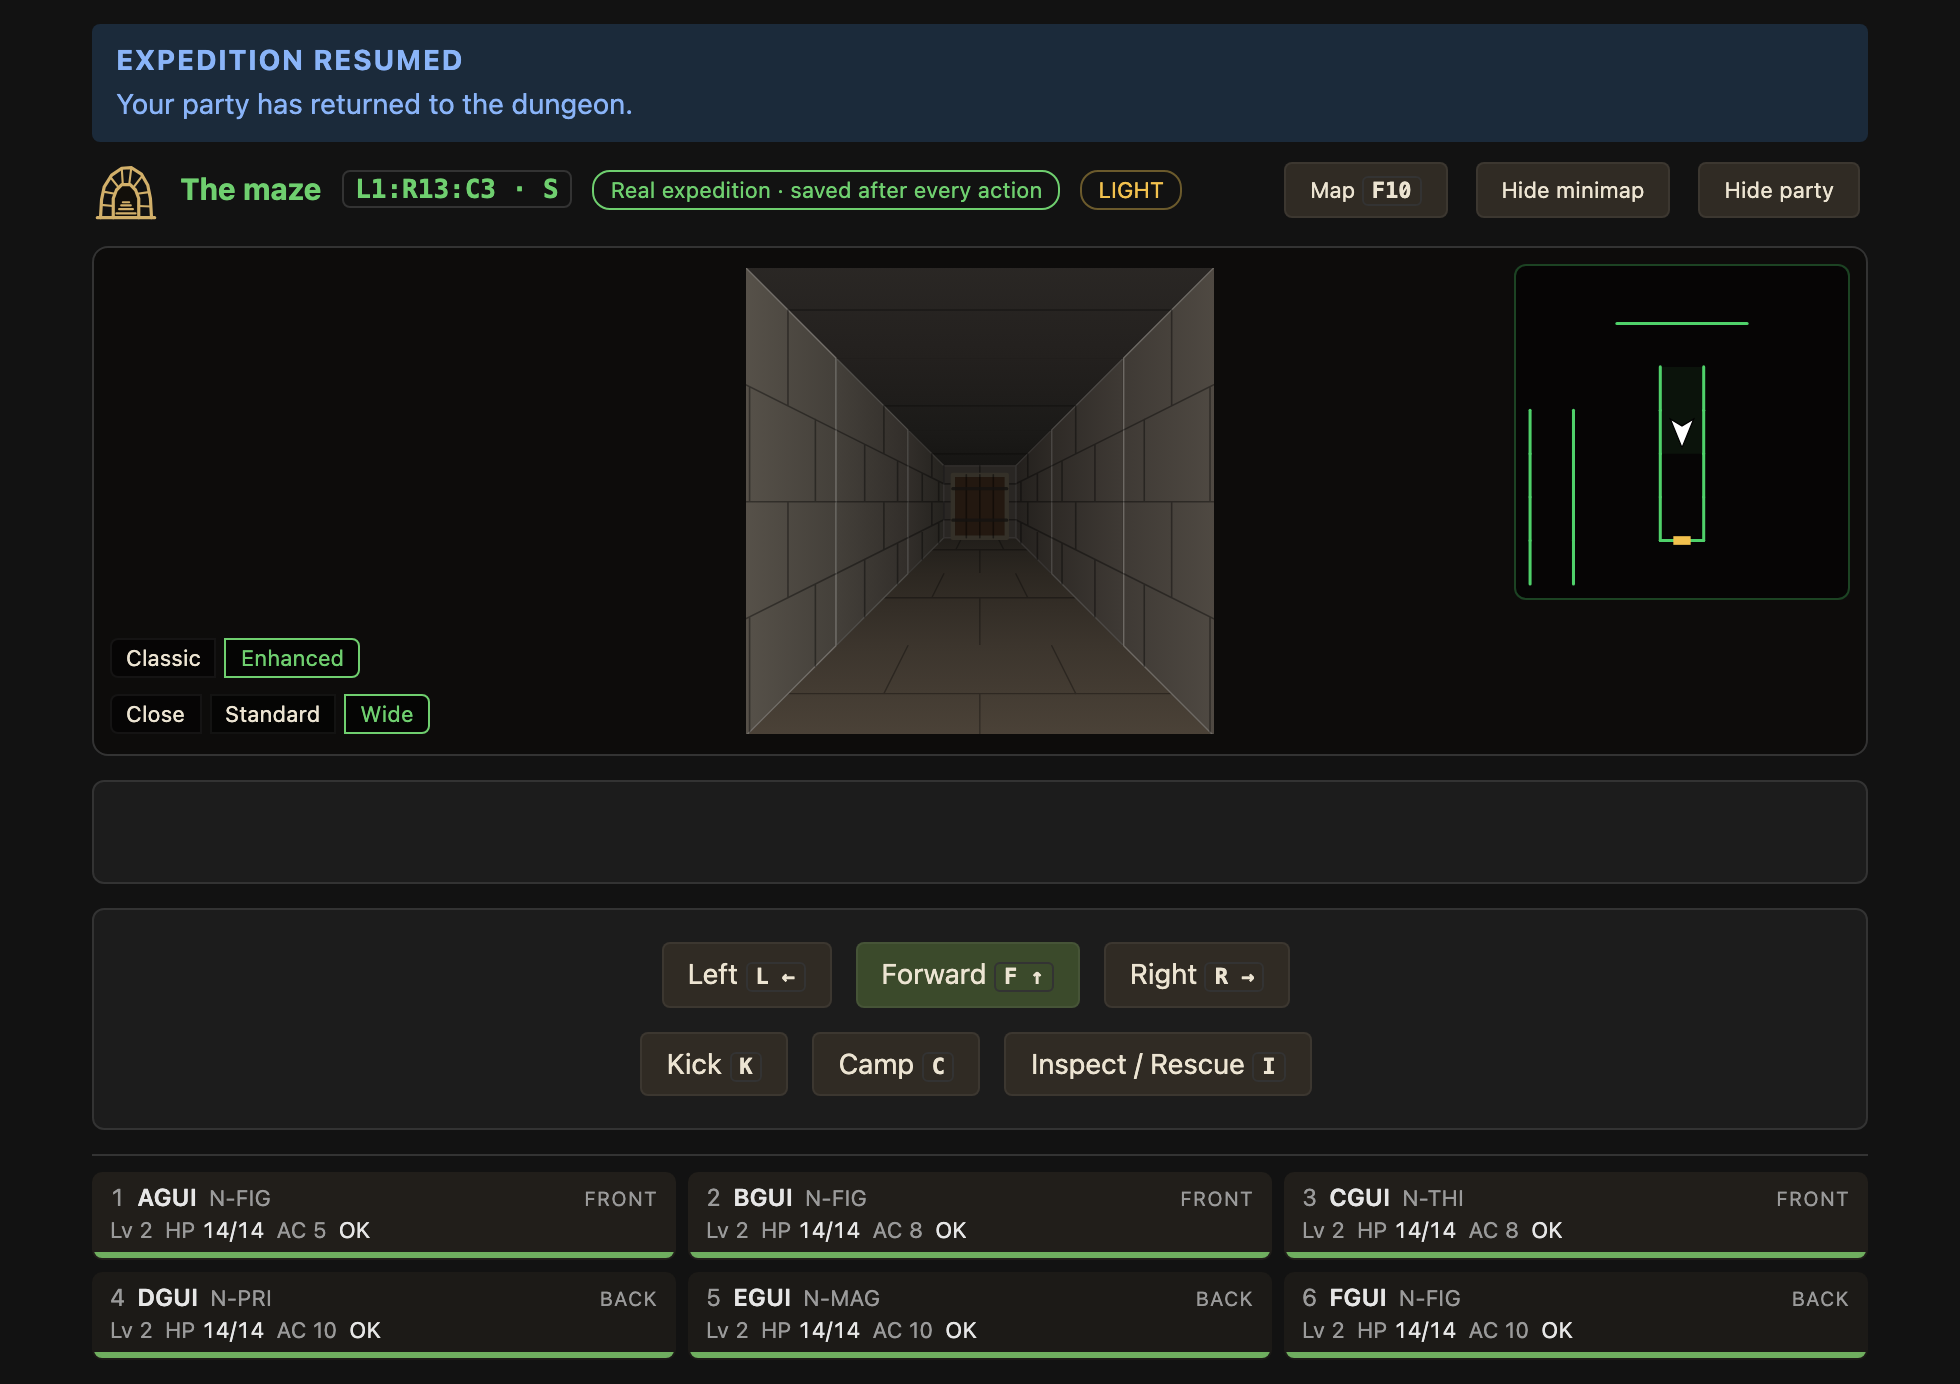 EXPEDITION RESUMED
Your party has returned to the dungeon.
The maze L1:R13:C3 · S Real expedition · saved after every action LIGHT Map F10 Hide minimap Hide party
Classic Enhanced
Close Standard Wide
Left L ← Forward F ↑ Right R →
Kick K Camp C Inspect / Rescue I
1 AGUI N-FIG FRONT
Lv 2 HP 14/14 AC 5 OK
2 BGUI N-FIG FRONT
Lv 2 HP 14/14 AC 8 OK
3 CGUI N-THI FRONT
Lv 2 HP 14/14 AC 8 OK
4 DGUI N-PRI BACK
Lv 2 HP 14/14 AC 10 OK
5 EGUI N-MAG BACK
Lv 2 HP 14/14 AC 10 OK
6 FGUI N-FIG BACK
Lv 2 HP 14/14 AC 10 OK